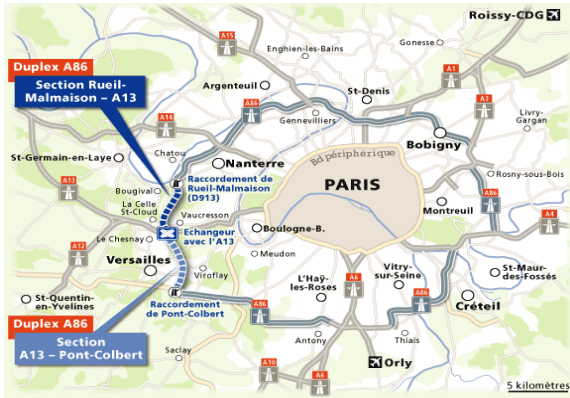 Roissy-CDG
A15
Enghien-les-Bains
Gonesse
Duplex A86
Section Rueil-
Malmaison – A13
Argenteuil
St-Denis
A1
A3
A86
Gennevilliers
Livry-
Gargan
A14
Bobigny
St-Germain-en-Laye
Chatou
Nanterre
Bd périphérique
Rosny-sous-Bois
A13
Raccordement de
Rueil-Malmaison
(D913)
PARIS
Bougival
A86
La Celle
St-Cloud
Vaucresson
Montreuil
A4
Le Chesnay
Echangeur
avec l'A13
Boulogne-B.
A12
Versailles
Meudon
Viroflay
L'Haÿ
les-Roses
A6
Vitry-
sur-Seine
St-Maur-
des-Fossés
St-Quentin-
en-Yvelines
Raccordement
de Pont-Colbert
A86
A86
Créteil
Duplex A86
Section
A13 – Pont-Colbert
Antony
Thiais
Saclay
A10
A6
Orly
5 kilomètres